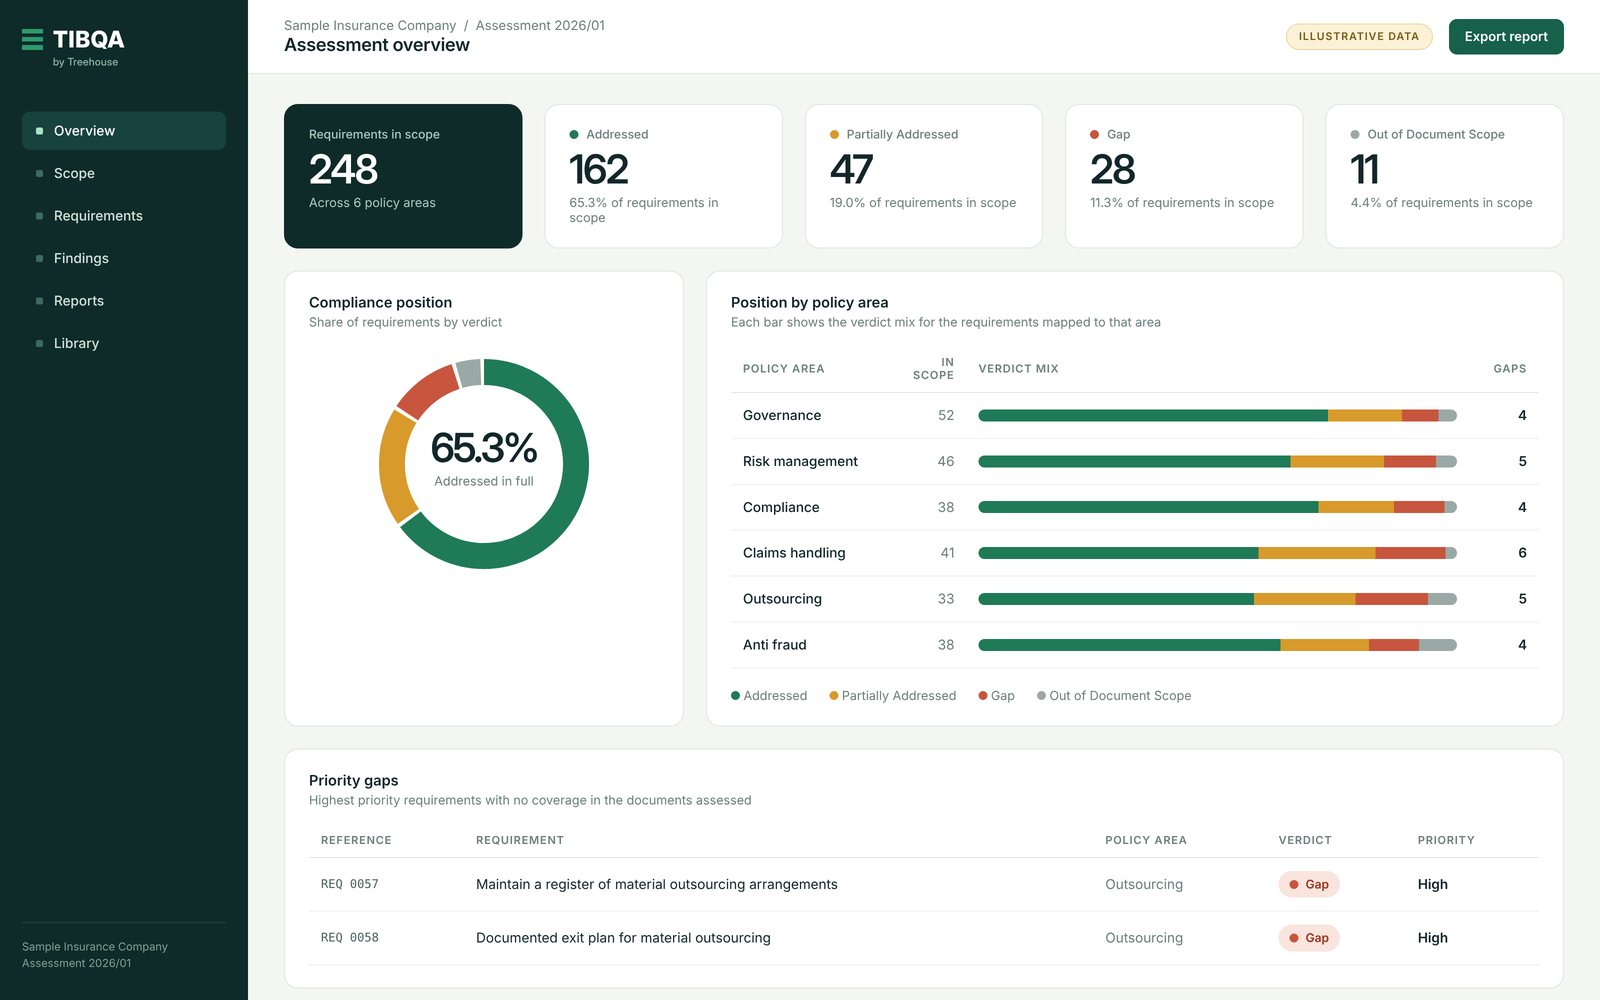 TIBQA
by Treehouse
Overview
Scope
Requirements
Findings
Reports
Library
Sample Insurance Company
Assessment 2026/01
Sample Insurance Company / Assessment 2026/01
Assessment overview
ILLUSTRATIVE DATA
Export report
Requirements in scope
248
Across 6 policy areas
Addressed
162
65.3% of requirements in
scope
Partially Addressed
47
19.0% of requirements in scope
Gap
28
11.3% of requirements in scope
Out of Document Scope
11
4.4% of requirements in scope
Compliance position
Share of requirements by verdict
65.3%
Addressed in full
Position by policy area
Each bar shows the verdict mix for the requirements mapped to that area
POLICY AREA IN SCOPE VERDICT MIX GAPS
Governance 52 4
Risk management 46 5
Compliance 38 4
Claims handling 41 6
Outsourcing 33 5
Anti fraud 38 4
Addressed Partially Addressed Gap Out of Document Scope
Priority gaps
Highest priority requirements with no coverage in the documents assessed
REFERENCE REQUIREMENT POLICY AREA VERDICT PRIORITY
REQ 0057 Maintain a register of material outsourcing arrangements Outsourcing Gap High
REQ 0058 Documented exit plan for material outsourcing Outsourcing Gap High